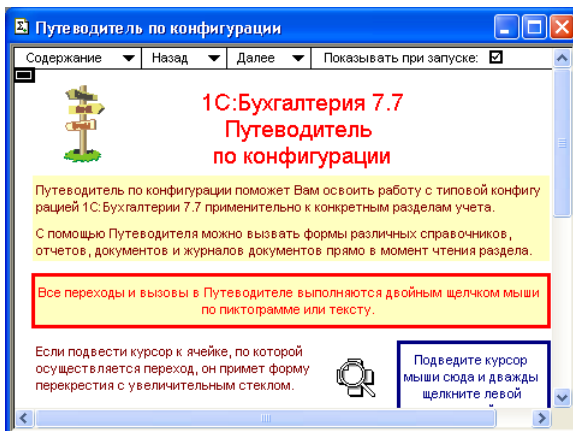 Путеводитель по конфигурации
Содержание Назад Далее Показывать при запуске:
1С:Бухгалтерия 7.7
Путеводитель
по конфигурации
Путеводитель по конфигурации поможет Вам освоить работу с типовой конфигу
рацией 1С:Бухгалтерии 7.7 применительно к конкретным разделам учета.
С помощью Путеводителя можно вызвать формы различных справочников,
отчетов, документов и журналов документов прямо в момент чтения раздела.
Все переходы и вызовы в Путеводителе выполняются двойным щелчком мыши
по пиктограмме или тексту.
Если подвести курсор к ячейке, по которой
осуществляется переход, он примет форму
перекрестия с увеличительным стеклом.
Подведите курсор
мыши сюда и дважды
щелкните левой